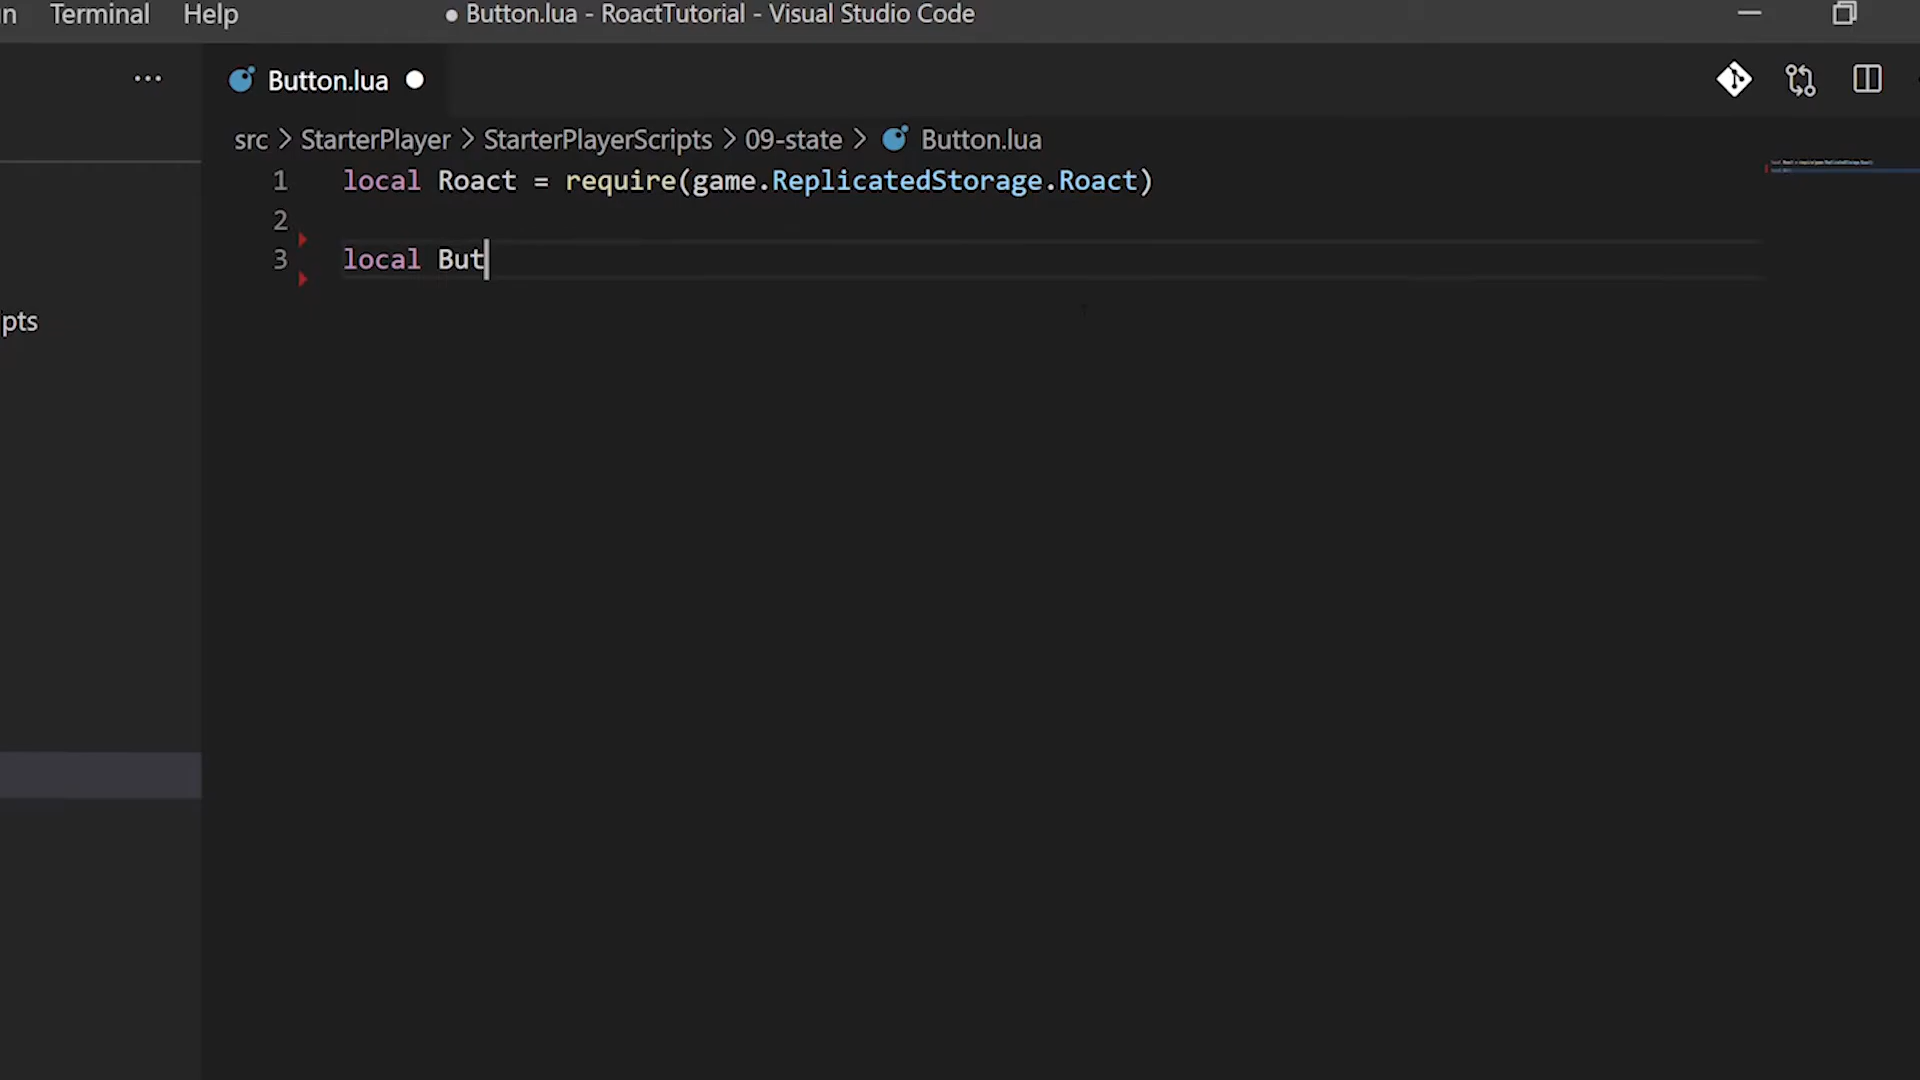 n Terminal Help ● Button.lua - RoactTutorial - Visual Studio Code
··· Button.lua ●
src > StarterPlayer > StarterPlayerScripts > 09-state > Button.lua
1 local Roact = require(game.ReplicatedStorage.Roact)
2
3 local But
pts